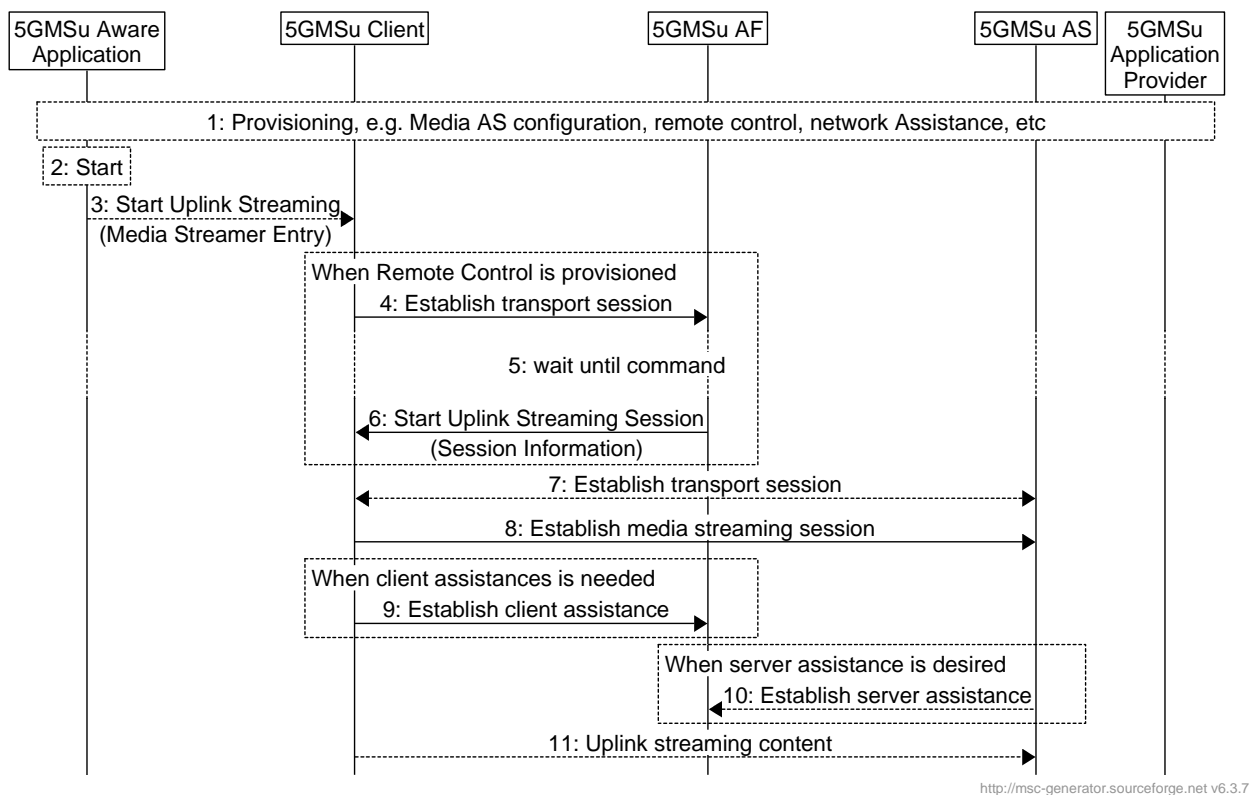 5GMSu Aware
Application
5GMSu Client
5GMSu AF
5GMSu AS
5GMSu
Application
Provider
1: Provisioning, e.g. Media AS configuration, remote control, network Assistance, etc
2: Start
3: Start Uplink Streaming
(Media Streamer Entry)
When Remote Control is provisioned
4: Establish transport session
5: wait until command
6: Start Uplink Streaming Session
(Session Information)
7: Establish transport session
8: Establish media streaming session
When client assistances is needed
9: Establish client assistance
When server assistance is desired
10: Establish server assistance
11: Uplink streaming content
http://msc-generator.sourceforge.net v6.3.7